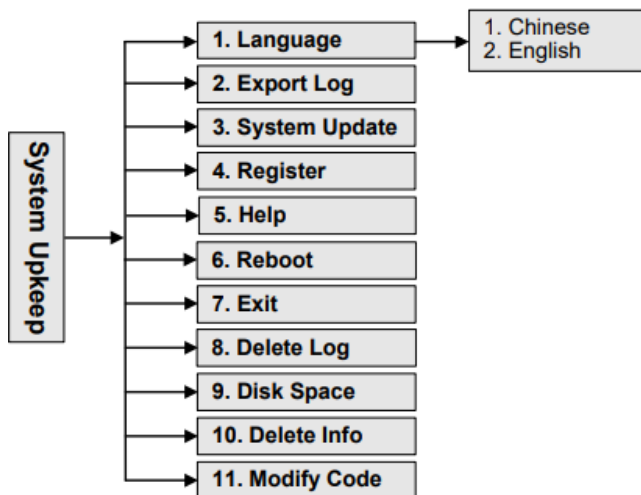 System Upkeep
1. Language
1. Chinese
2. English
2. Export Log
3. System Update
4. Register
5. Help
6. Reboot
7. Exit
8. Delete Log
9. Disk Space
10. Delete Info
11. Modify Code